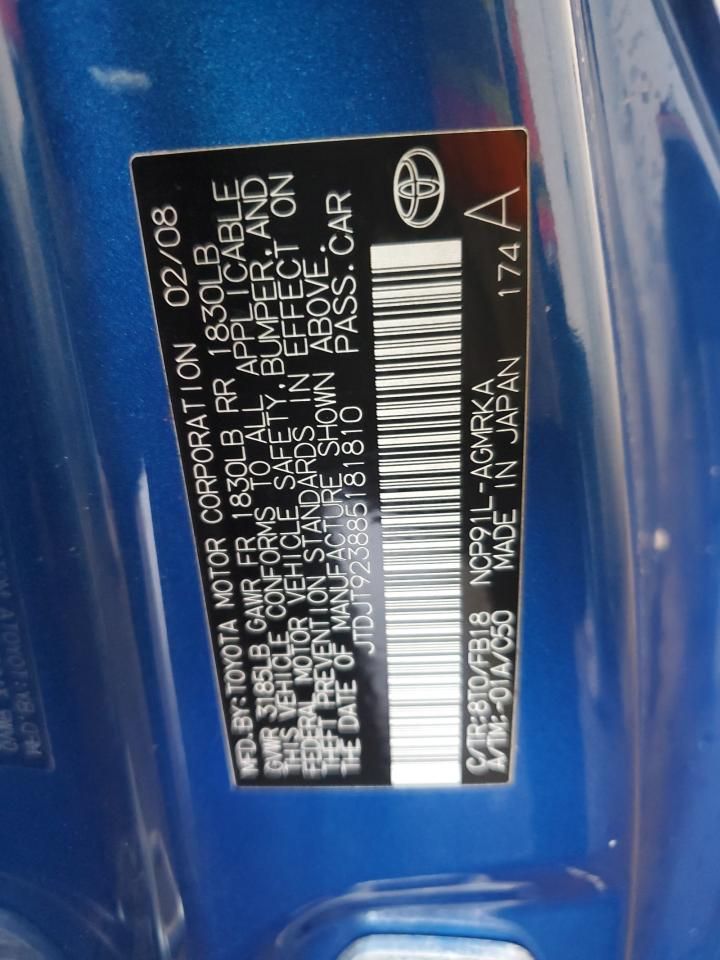 MFD.BY:TOYOTA MOTOR CORPORATION 02/08
GVWR 3185LB GAWR FR 1830LB RR 1830LB
THIS VEHICLE CONFORMS TO ALL APPLICABLE
FEDERAL MOTOR VEHICLE SAFETY,BUMPER,AND
THEFT PREVENTION STANDARDS IN EFFECT ON
THE DATE OF MANUFACTURE SHOWN ABOVE.
JTDJT923885181810 PASS.CAR
C/TR:8T0/FB18 NCP91L-AGMRKA 174A
A/TM:-01A/C50 MADE IN JAPAN